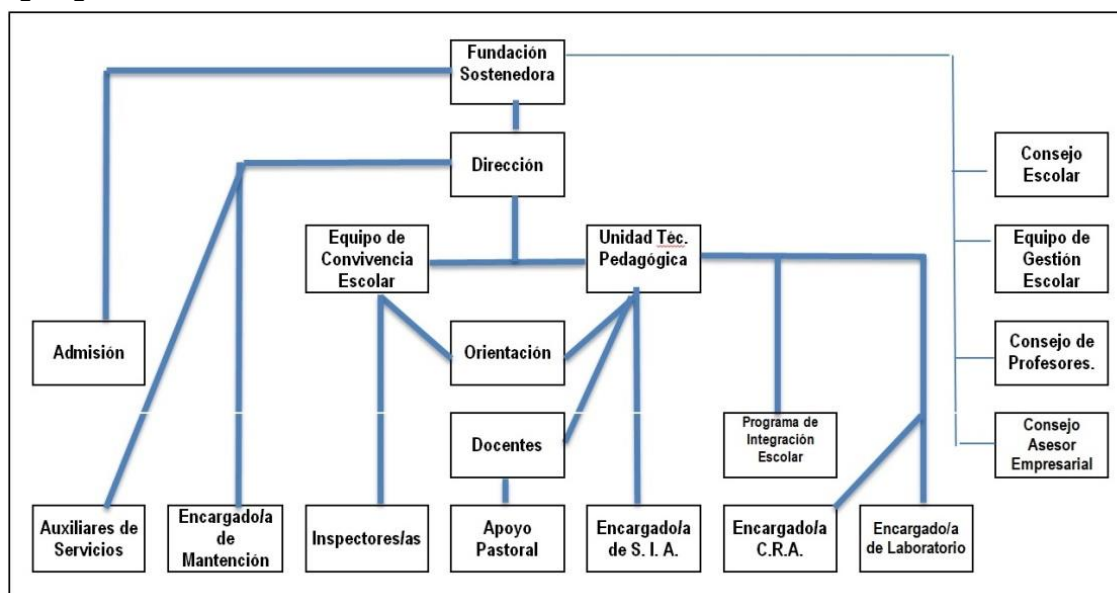 Fundación
Sostenedora
Dirección
Consejo
Escolar
Equipo de
Convivencia
Escolar
Unidad Tèc.
Pedagógica
Equipo de
Gestión
Escolar
Admisión
Orientación
Consejo de
Profesores.
Docentes
Programa de
Integración
Escolar
Consejo
Asesor
Empresarial
Auxiliares de
Servicios
Encargado/a
de
Mantención
Inspectores/as
Apoyo
Pastoral
Encargado/a
de S. I. A.
Encargado/a
C.R.A.
Encargado/a
de Laboratorio